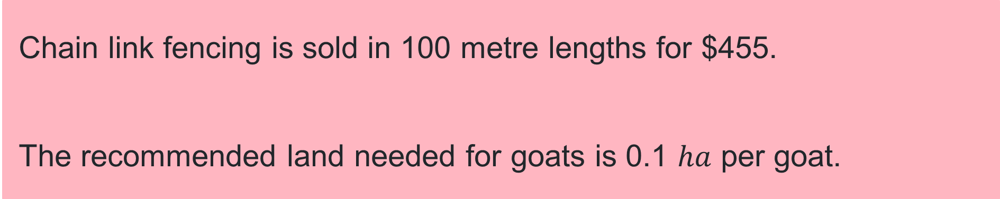 Chain link fencing is sold in 100 metre lengths for $455.
The recommended land needed for goats is 0.1 ha per goat.